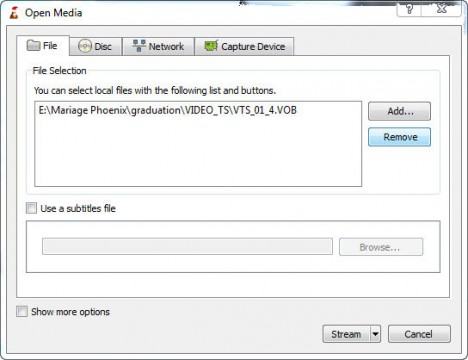 Open Media
File Disc Network Capture Device
File Selection
You can select local files with the following list and buttons.
E:\Mariage Phoenix\graduation\VIDEO_TS\VTS_01_4.VOB
Add...
Remove
Use a subtitles file
Browse...
Show more options
Stream Cancel